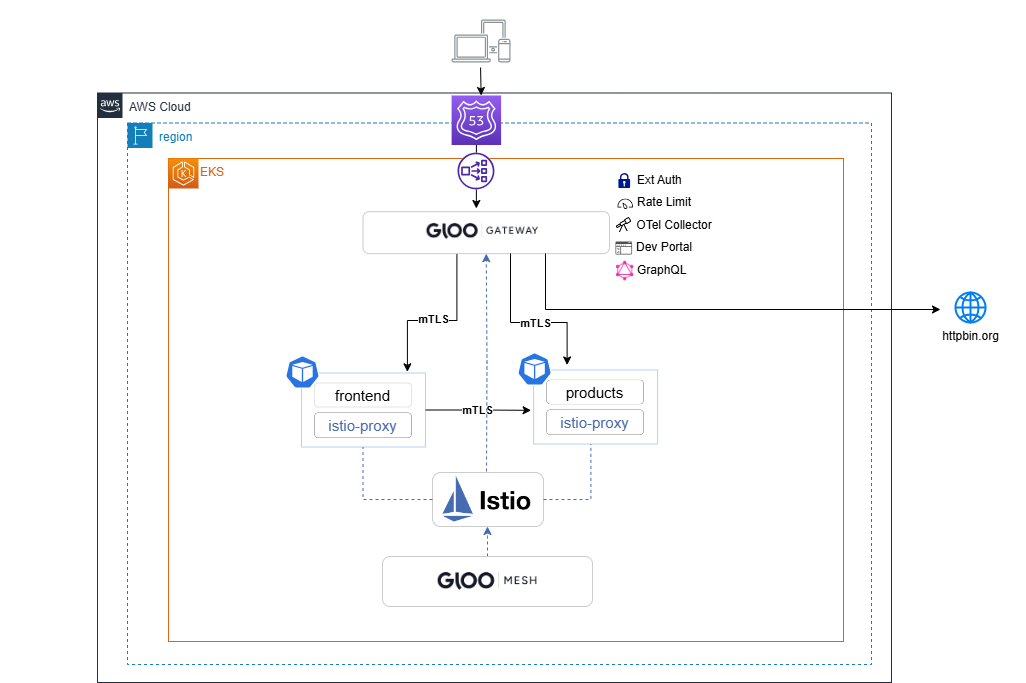 aws
AWS Cloud
region
53
EKS
Ext Auth
Rate Limit
OTel Collector
Dev Portal
GraphQL
GLOO GATEWAY
mTLS
mTLS
httpbin.org
frontend
istio-proxy
mTLS
products
istio-proxy
Istio
GLOO MESH